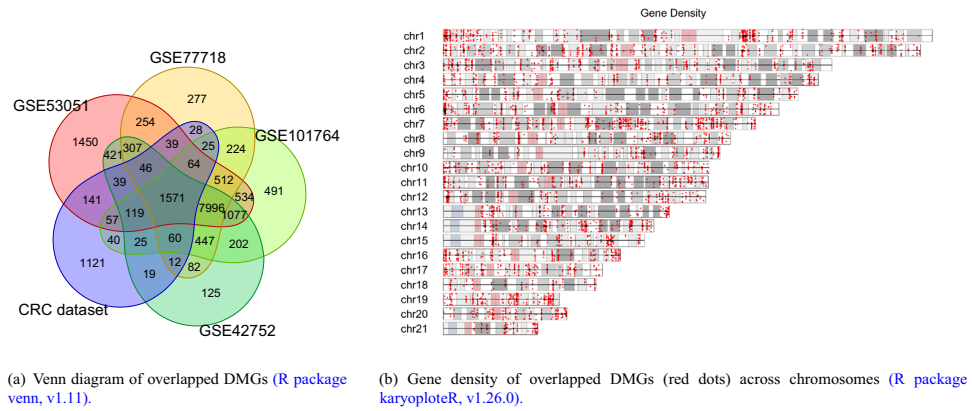 GSE77718
GSE53051
GSE101764
CRC dataset
GSE42752
277
254
28
1450
39
25
224
421
307
64
46
512
491
39
534
141
1571
7996
1077
119
57
40
25
60
447
202
12
1121
19
82
125
Gene Density
chr1
chr2
chr3
chr4
chr5
chr6
chr7
chr8
chr9
chr10
chr11
chr12
chr13
chr14
chr15
chr16
chr17
chr18
chr19
chr20
chr21
(a) Venn diagram of overlapped DMGs (R package
venn, v1.11).
(b) Gene density of overlapped DMGs (red dots) across chromosomes (R package
karyoploteR, v1.26.0).